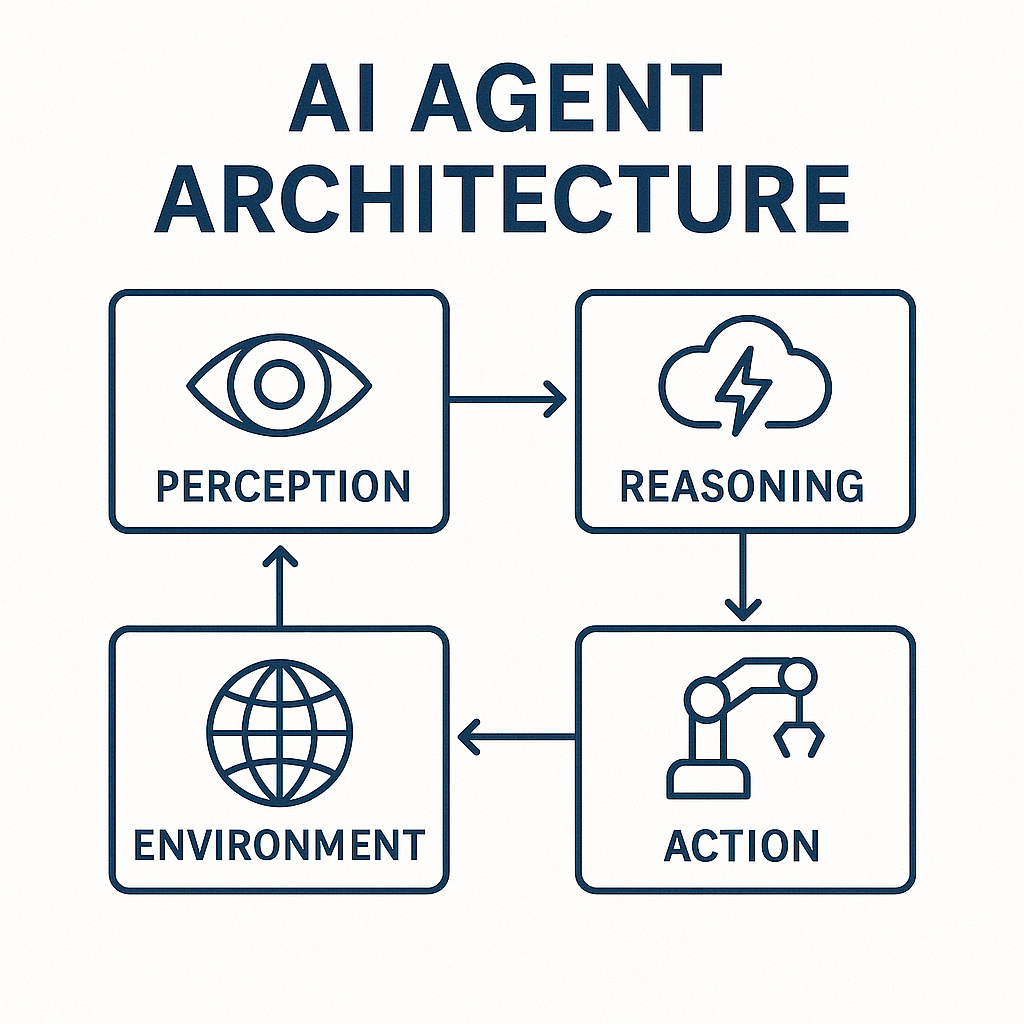 AI AGENT
ARCHITECTURE
PERCEPTION
REASONING
ENVIRONMENT
ACTION